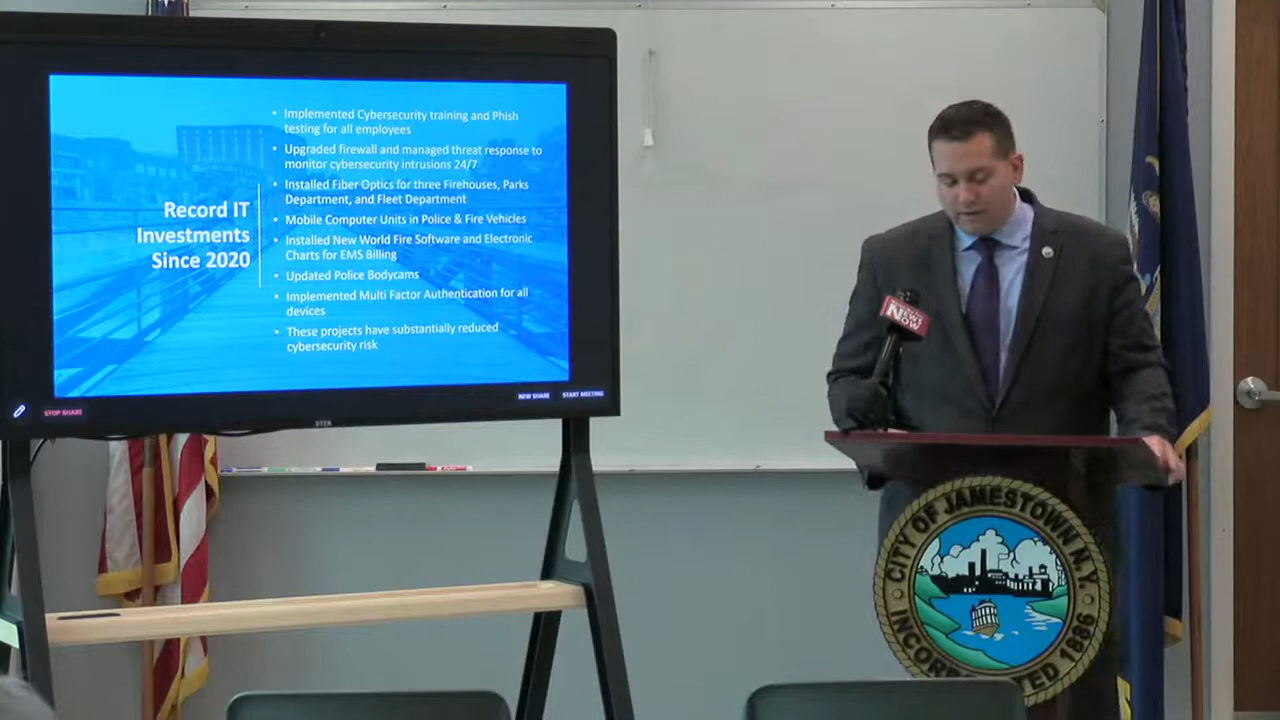 Record IT
Investments
Since 2020
• Implemented Cybersecurity training and Phish
testing for all employees
• Upgraded firewall and managed threat response to
monitor cybersecurity intrusions 24/7
• Installed Fiber Optics for three Firehouses, Parks
Department, and Fleet Department
• Mobile Computer Units in Police & Fire Vehicles
• Installed New World Fire Software and Electronic
Charts for EMS Billing
• Updated Police Bodycams
• Implemented Multi Factor Authentication for all
devices
• These projects have substantially reduced
cybersecurity risk
STOP SHARE
NEW SHARE
START MEETING
NEWS
NOW
CITY OF JAMESTOWN N.Y.
INCORPORATED 1886